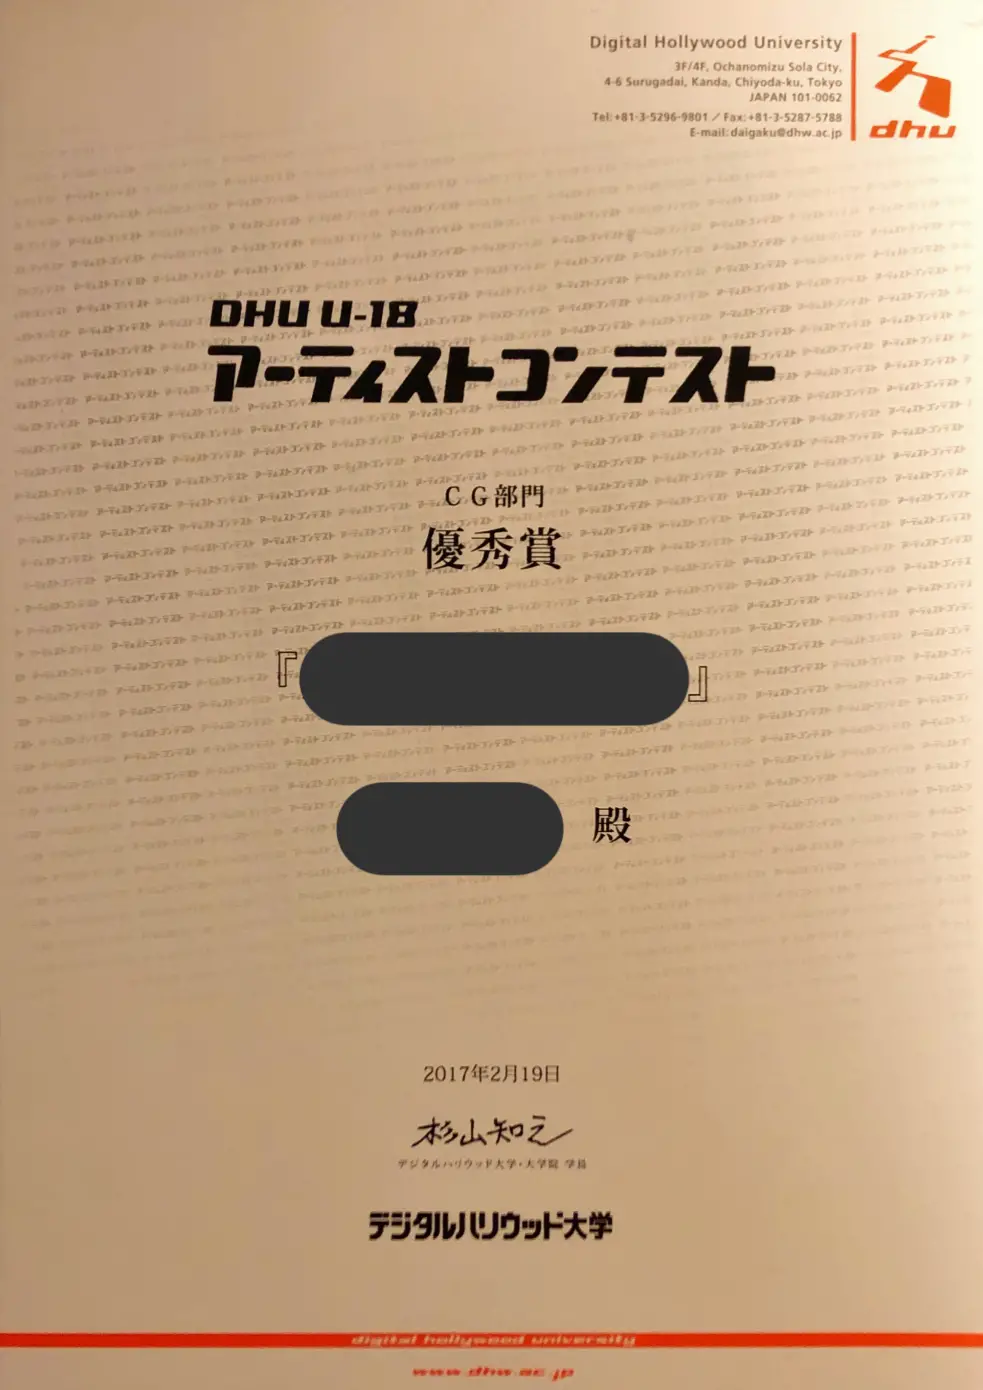 Digital Hollywood University
3F/4F, Ochanomizu Sola City,
4-6 Surugadai, Kanda, Chiyoda-ku, Tokyo
JAPAN 101-0062
Tel:+81-3-5296-9801／Fax:+81-3-5287-5788
E-mail:daigaku@dhw.ac.jp
dhu
DHU U-18
アーティストコンテスト
ＣＧ部門
優秀賞
『 』
殿
2017年2月19日
杉山知之
デジタルハリウッド大学・大学院 学長
デジタルハリウッド大学
digital hollywood university
www.dhw.ac.jp